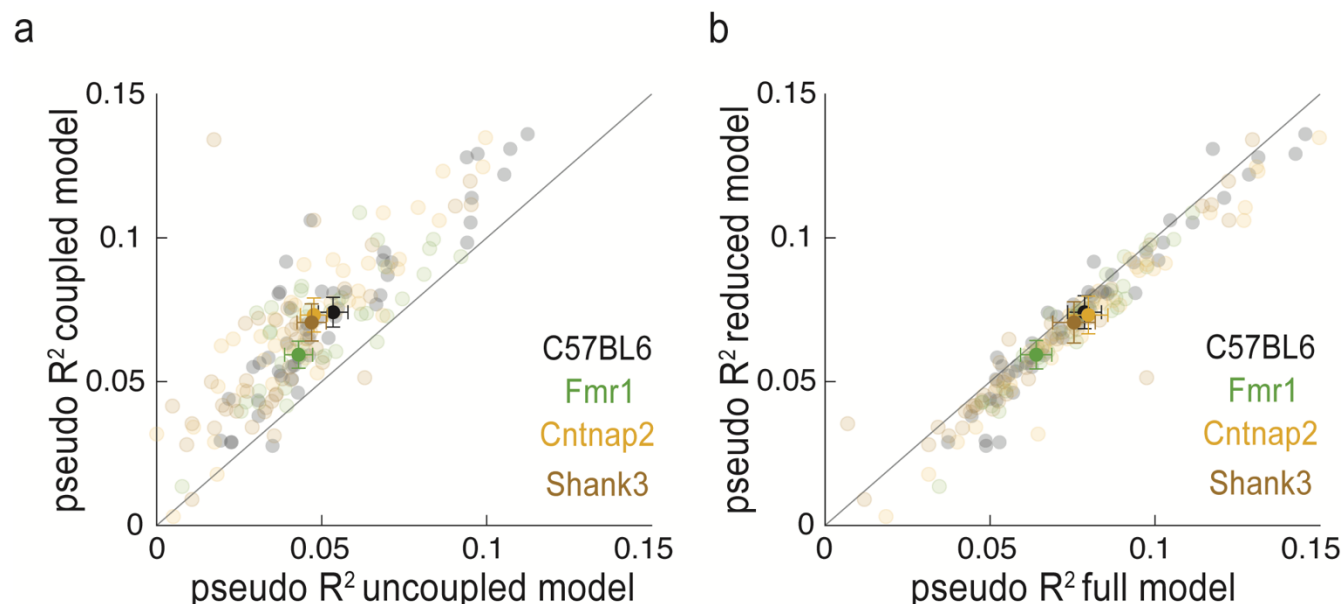 a
pseudo R² coupled model
0.15
0.1
0.05
0
0
0.05
0.1
0.15
pseudo R² uncoupled model
C57BL6
Fmr1
Cntnap2
Shank3
b
pseudo R² reduced model
0.15
0.1
0.05
0
0
0.05
0.1
0.15
pseudo R² full model
C57BL6
Fmr1
Cntnap2
Shank3